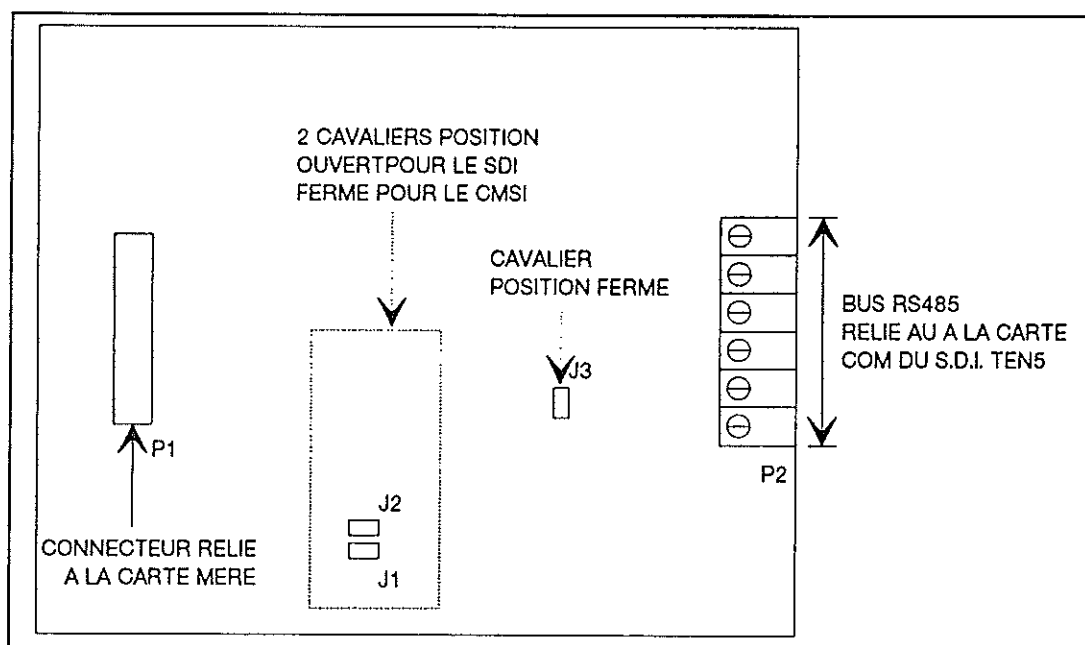 2 CAVALIERS POSITION
OUVERTPOUR LE SDI
FERME POUR LE CMSI
CAVALIER
POSITION FERME
J3
BUS RS485
RELIE AU A LA CARTE
COM DU S.D.I. TEN5
P1
P2
J2
J1
CONNECTEUR RELIE
A LA CARTE MERE